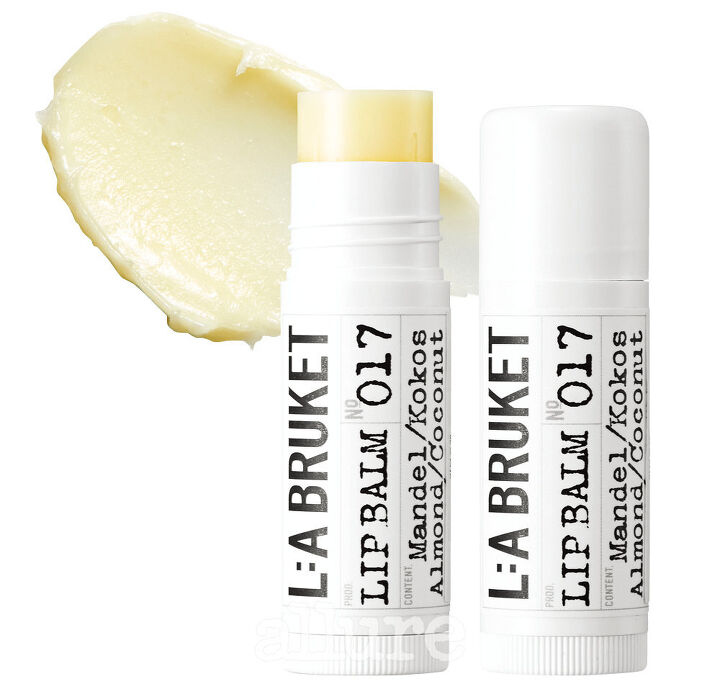 L:A BRUKET
PROD. LIP BALM Nº 017
CONTENT. Mandel/Kokos
Almond/Coconut
L:A BRUKET
PROD. LIP BALM Nº 017
CONTENT. Mandel/Kokos
Almond/Coconut
allure